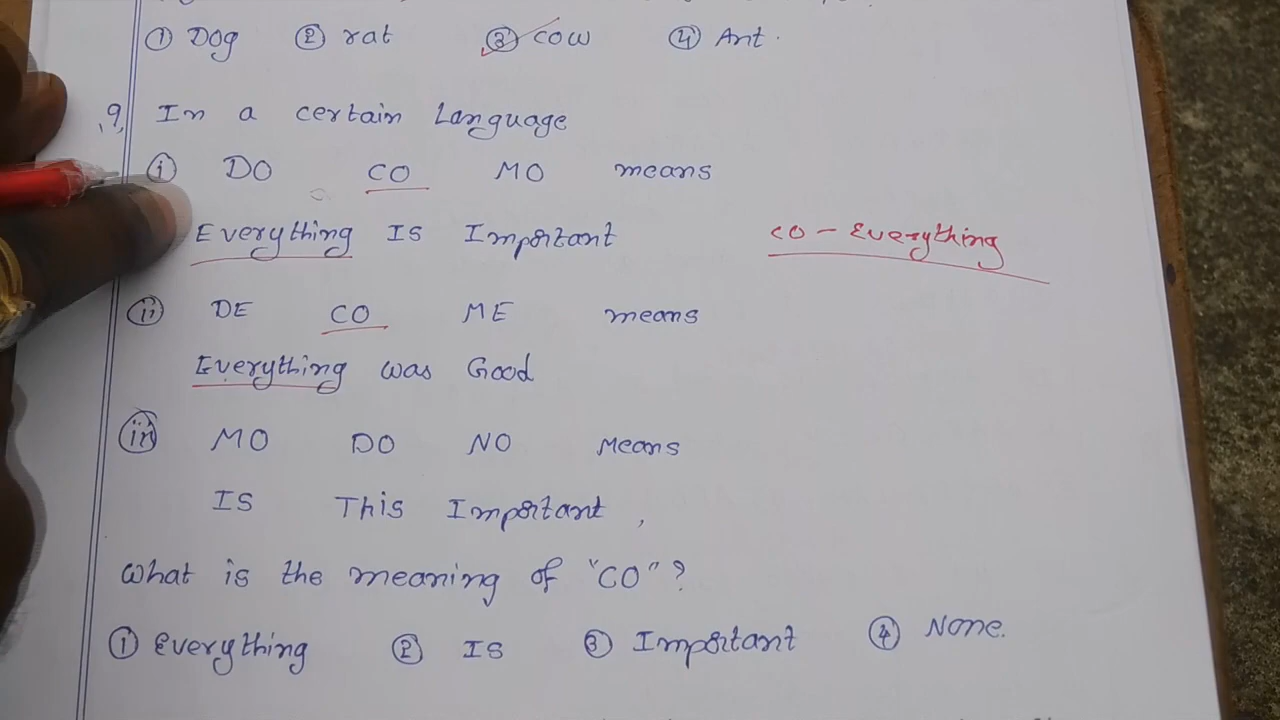 ① Dog ② rat ③ cow ④ Ant.
9, In a certain Language
i DO CO MO means
Everything IS Important CO - Everything
ii DE CO ME means
Everything was Good
iii MO DO NO Means
IS This Important ,
What is the meaning of "CO" ?
① Everything ② IS ③ Important ④ None.